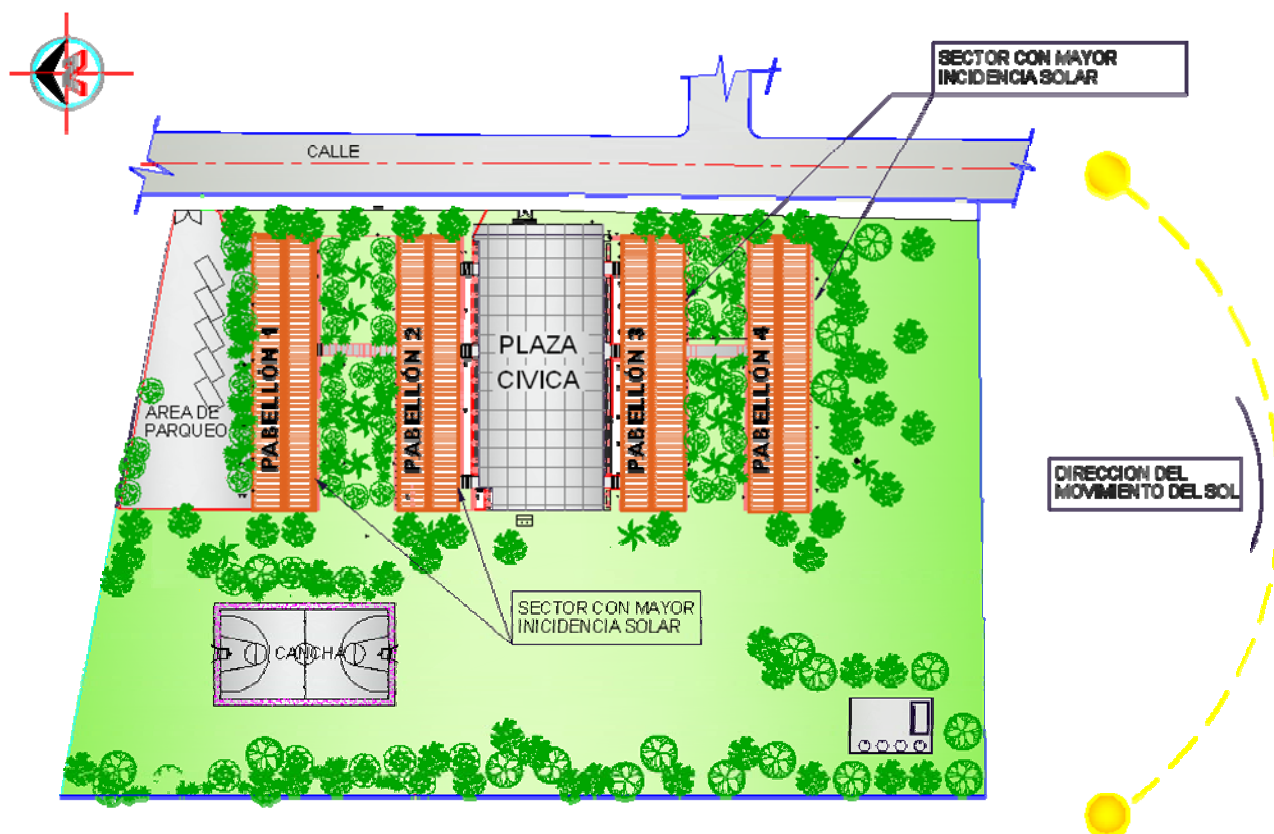 SECTOR CON MAYOR
INCIDENCIA SOLAR
CALLE
PABELLÓN 1
PABELLÓN 2
PLAZA
CIVICA
PABELLÓN 3
PABELLÓN 4
AREA DE
PARQUEO
DIRECCION DEL
MOVIMIENTO DEL SOL
SECTOR CON MAYOR
INICIDENCIA SOLAR
CANCHA